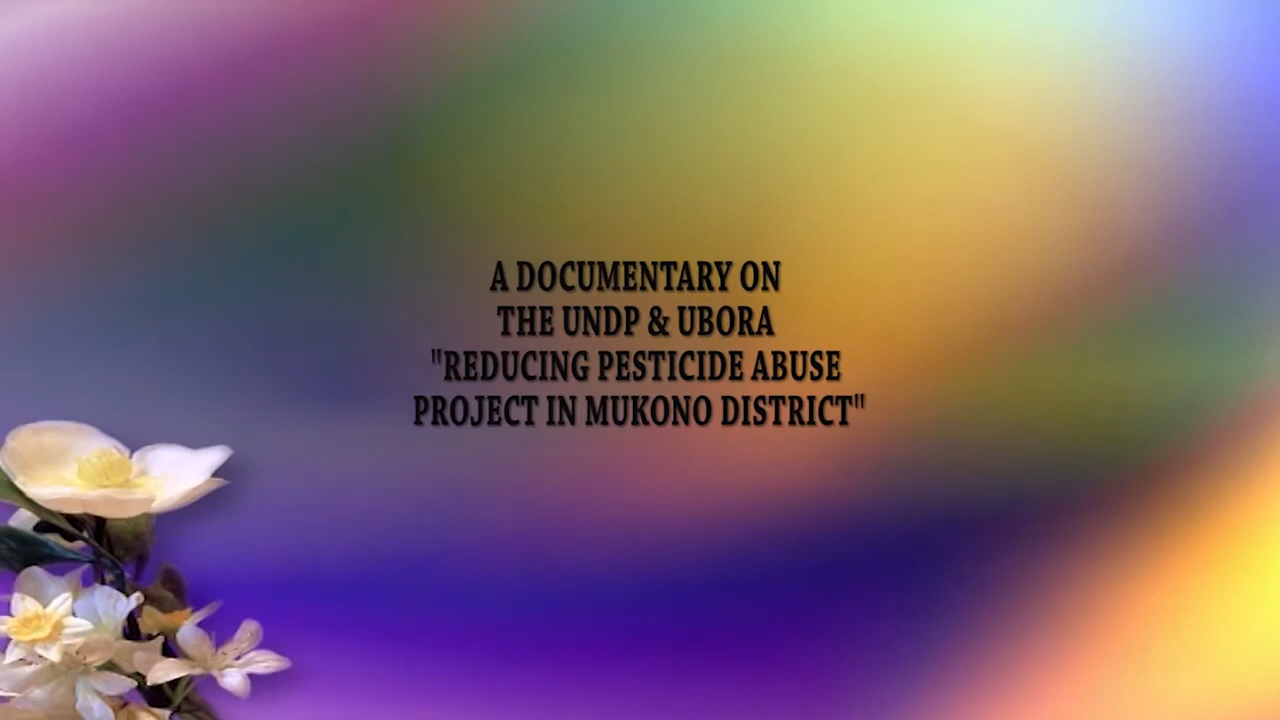 A DOCUMENTARY ON
THE UNDP & UBORA
"REDUCING PESTICIDE ABUSE
PROJECT IN MUKONO DISTRICT"